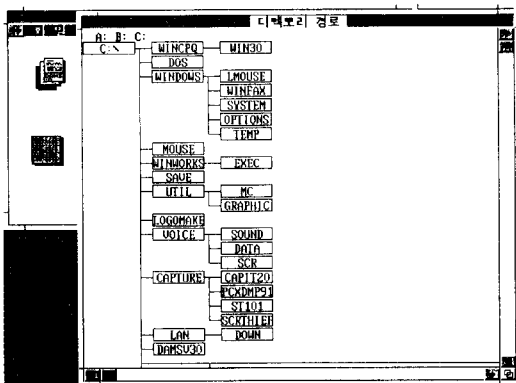 디렉토리 경로
A: B: C:
C:\ WINCPQ WIN30
DOS
WINDOWS LMOUSE
WINFAX
SYSTEM
OPTIONS
TEMP
MOUSE
WINWORKS EXEC
SAVE
UTIL MC
GRAPHIC
LOGOMAKE
VOICE SOUND
DATA
SCR
CAPTURE CAPIT20
PCXDMP91
ST101
SCRTHIEF
LAN DOWN
DAMSV30